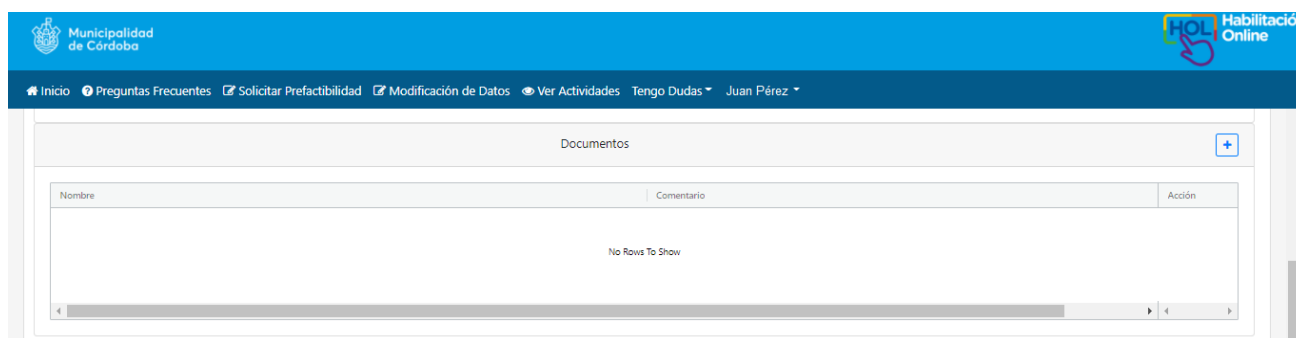 Municipalidad
de Córdoba
HOL
Habilitació
Online
Inicio Preguntas Frecuentes Solicitar Prefactibilidad Modificación de Datos Ver Actividades Tengo Dudas Juan Pérez
Documentos
+
Nombre Comentario Acción
No Rows To Show